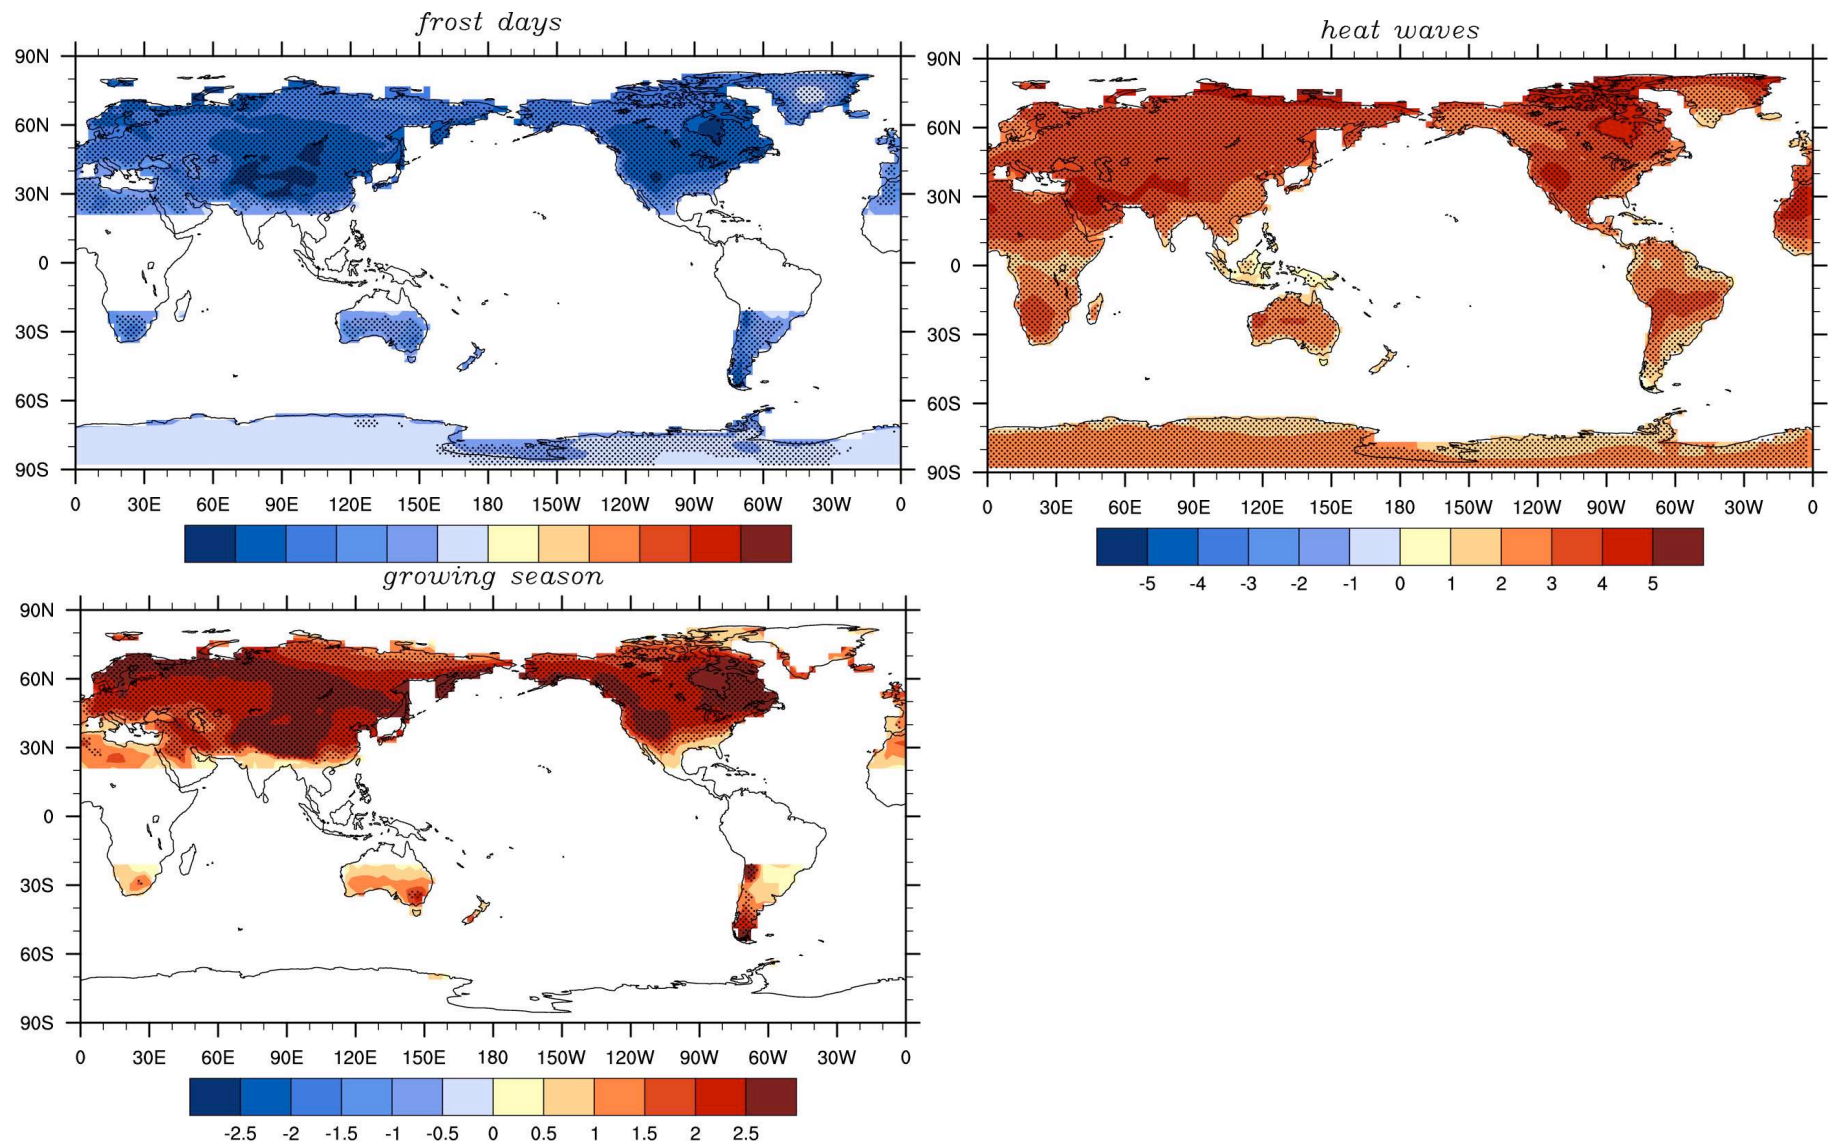 frost days
90N
60N
30N
0
30S
60S
90S
0 30E 60E 90E 120E 150E 180 150W 120W 90W 60W 30W 0
heat waves
90N
60N
30N
0
30S
60S
90S
0 30E 60E 90E 120E 150E 180 150W 120W 90W 60W 30W 0
-5 -4 -3 -2 -1 0 1 2 3 4 5
growing season
90N
60N
30N
0
30S
60S
90S
0 30E 60E 90E 120E 150E 180 150W 120W 90W 60W 30W 0
-2.5 -2 -1.5 -1 -0.5 0 0.5 1 1.5 2 2.5